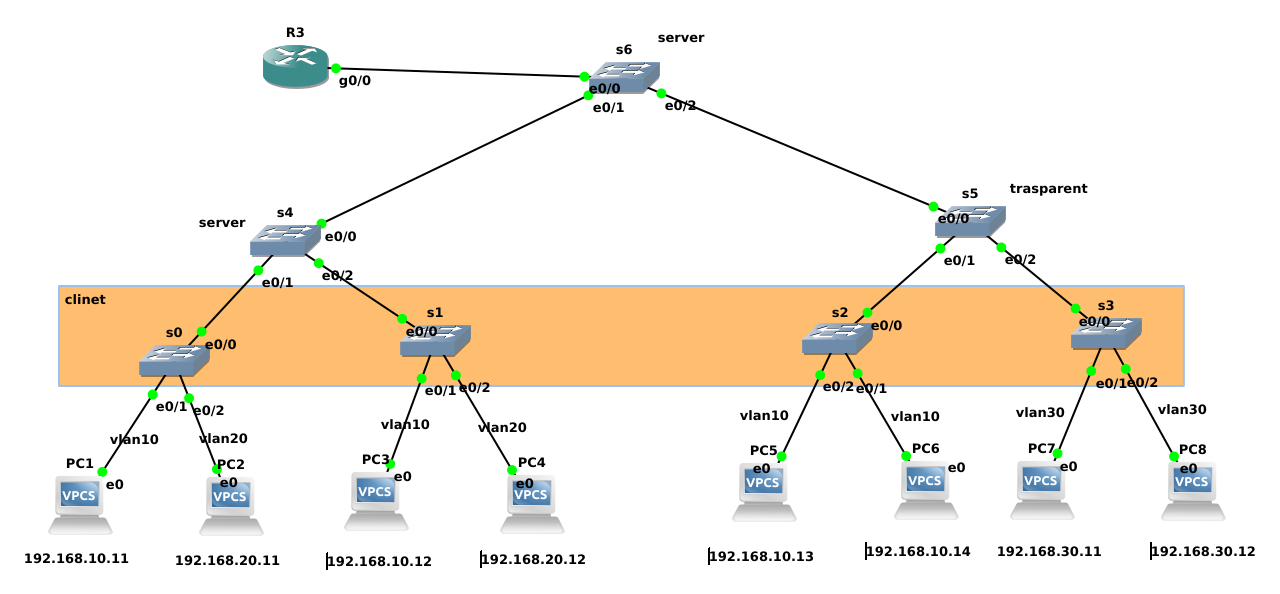 R3
server
s6
g0/0
e0/0
e0/1
e0/2
s5
trasparent
s4
server
e0/0
e0/0
e0/1
e0/2
e0/1
e0/2
clinet
s0
e0/0
s1
e0/0
s2
e0/0
s3
e0/0
e0/1
e0/2
e0/1
e0/2
e0/2
e0/1
e0/1
e0/2
vlan10
vlan20
vlan10
vlan20
vlan10
vlan10
vlan30
vlan30
PC1
PC2
PC3
PC4
PC5
PC6
PC7
PC8
e0
e0
e0
e0
e0
e0
e0
e0
VPCS
VPCS
VPCS
VPCS
VPCS
VPCS
VPCS
VPCS
192.168.10.11
192.168.20.11
192.168.10.12
192.168.20.12
192.168.10.13
192.168.10.14
192.168.30.11
192.168.30.12